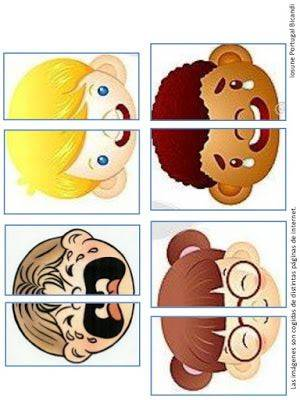 Iosune Portugal Bicandi
Las imágenes son cogidas de distintas páginas de internet.